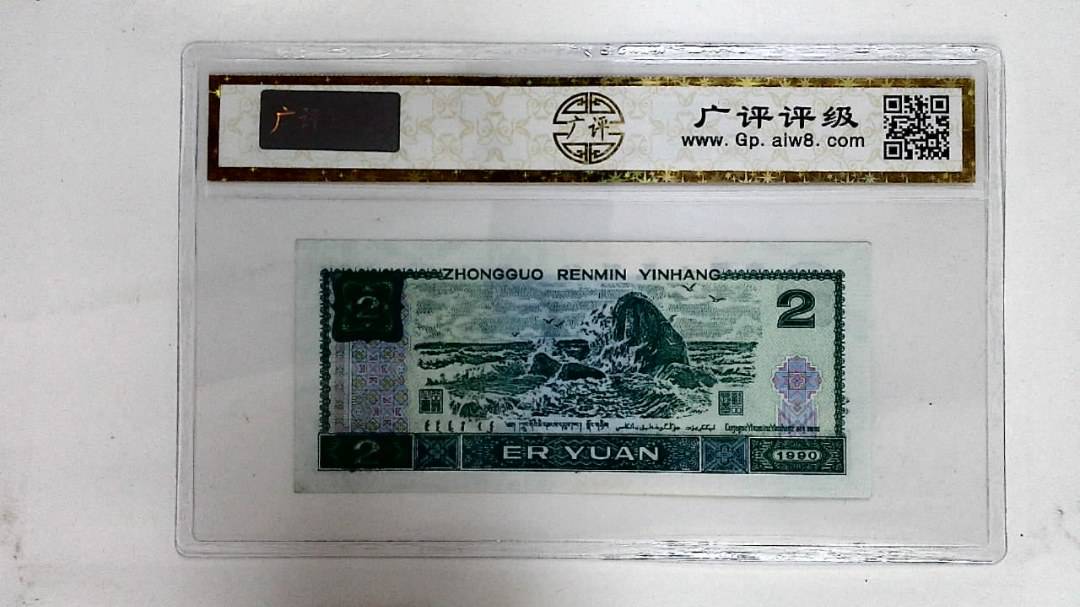 广评
广评
广评评级
www. Gp. aiw8. com
ZHONGGUO RENMIN YINHANG
2
2
2
ER YUAN
1990